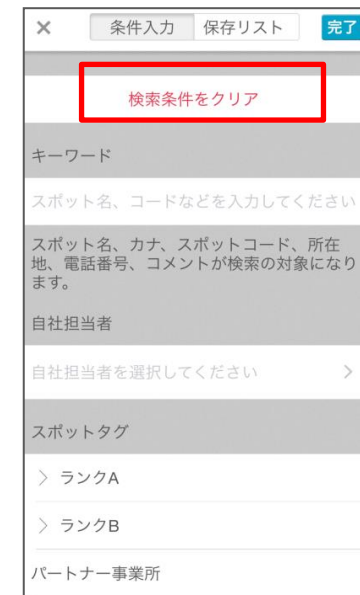 × 条件入力 保存リスト 完了
検索条件をクリア
キーワード
スポット名、コードなどを入力してください
スポット名、カナ、スポットコード、所在
地、電話番号、コメントが検索の対象になり
ます。
自社担当者
自社担当者を選択してください >
スポットタグ
> ランクA
> ランクB
パートナー事業所